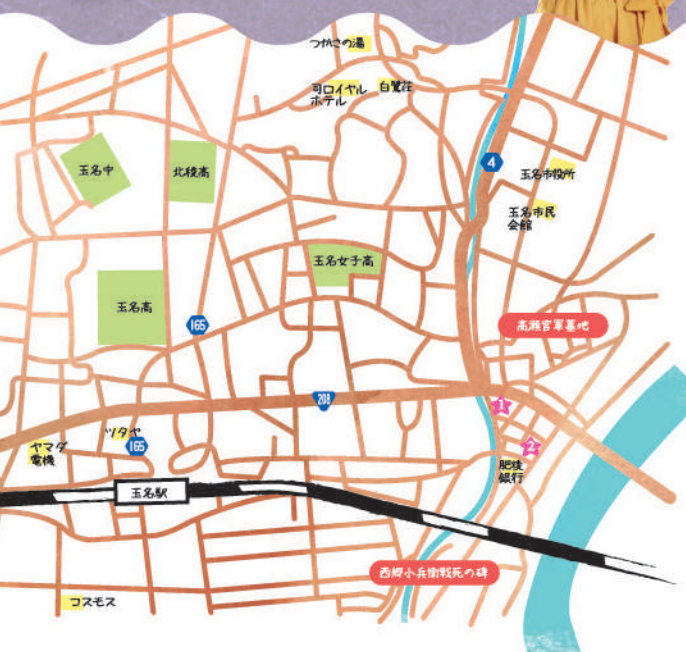 つかさの湯
司ロイヤル
ホテル
白鷺荘
玉名中
北稜高
4
玉名市役所
玉名市民
会館
玉名女子高
玉名高
165
高瀬官軍墓地
208
1
ツタヤ
165
ヤマダ
電機
2
肥後
銀行
玉名駅
西郷小兵衛戦死の碑
コスモス